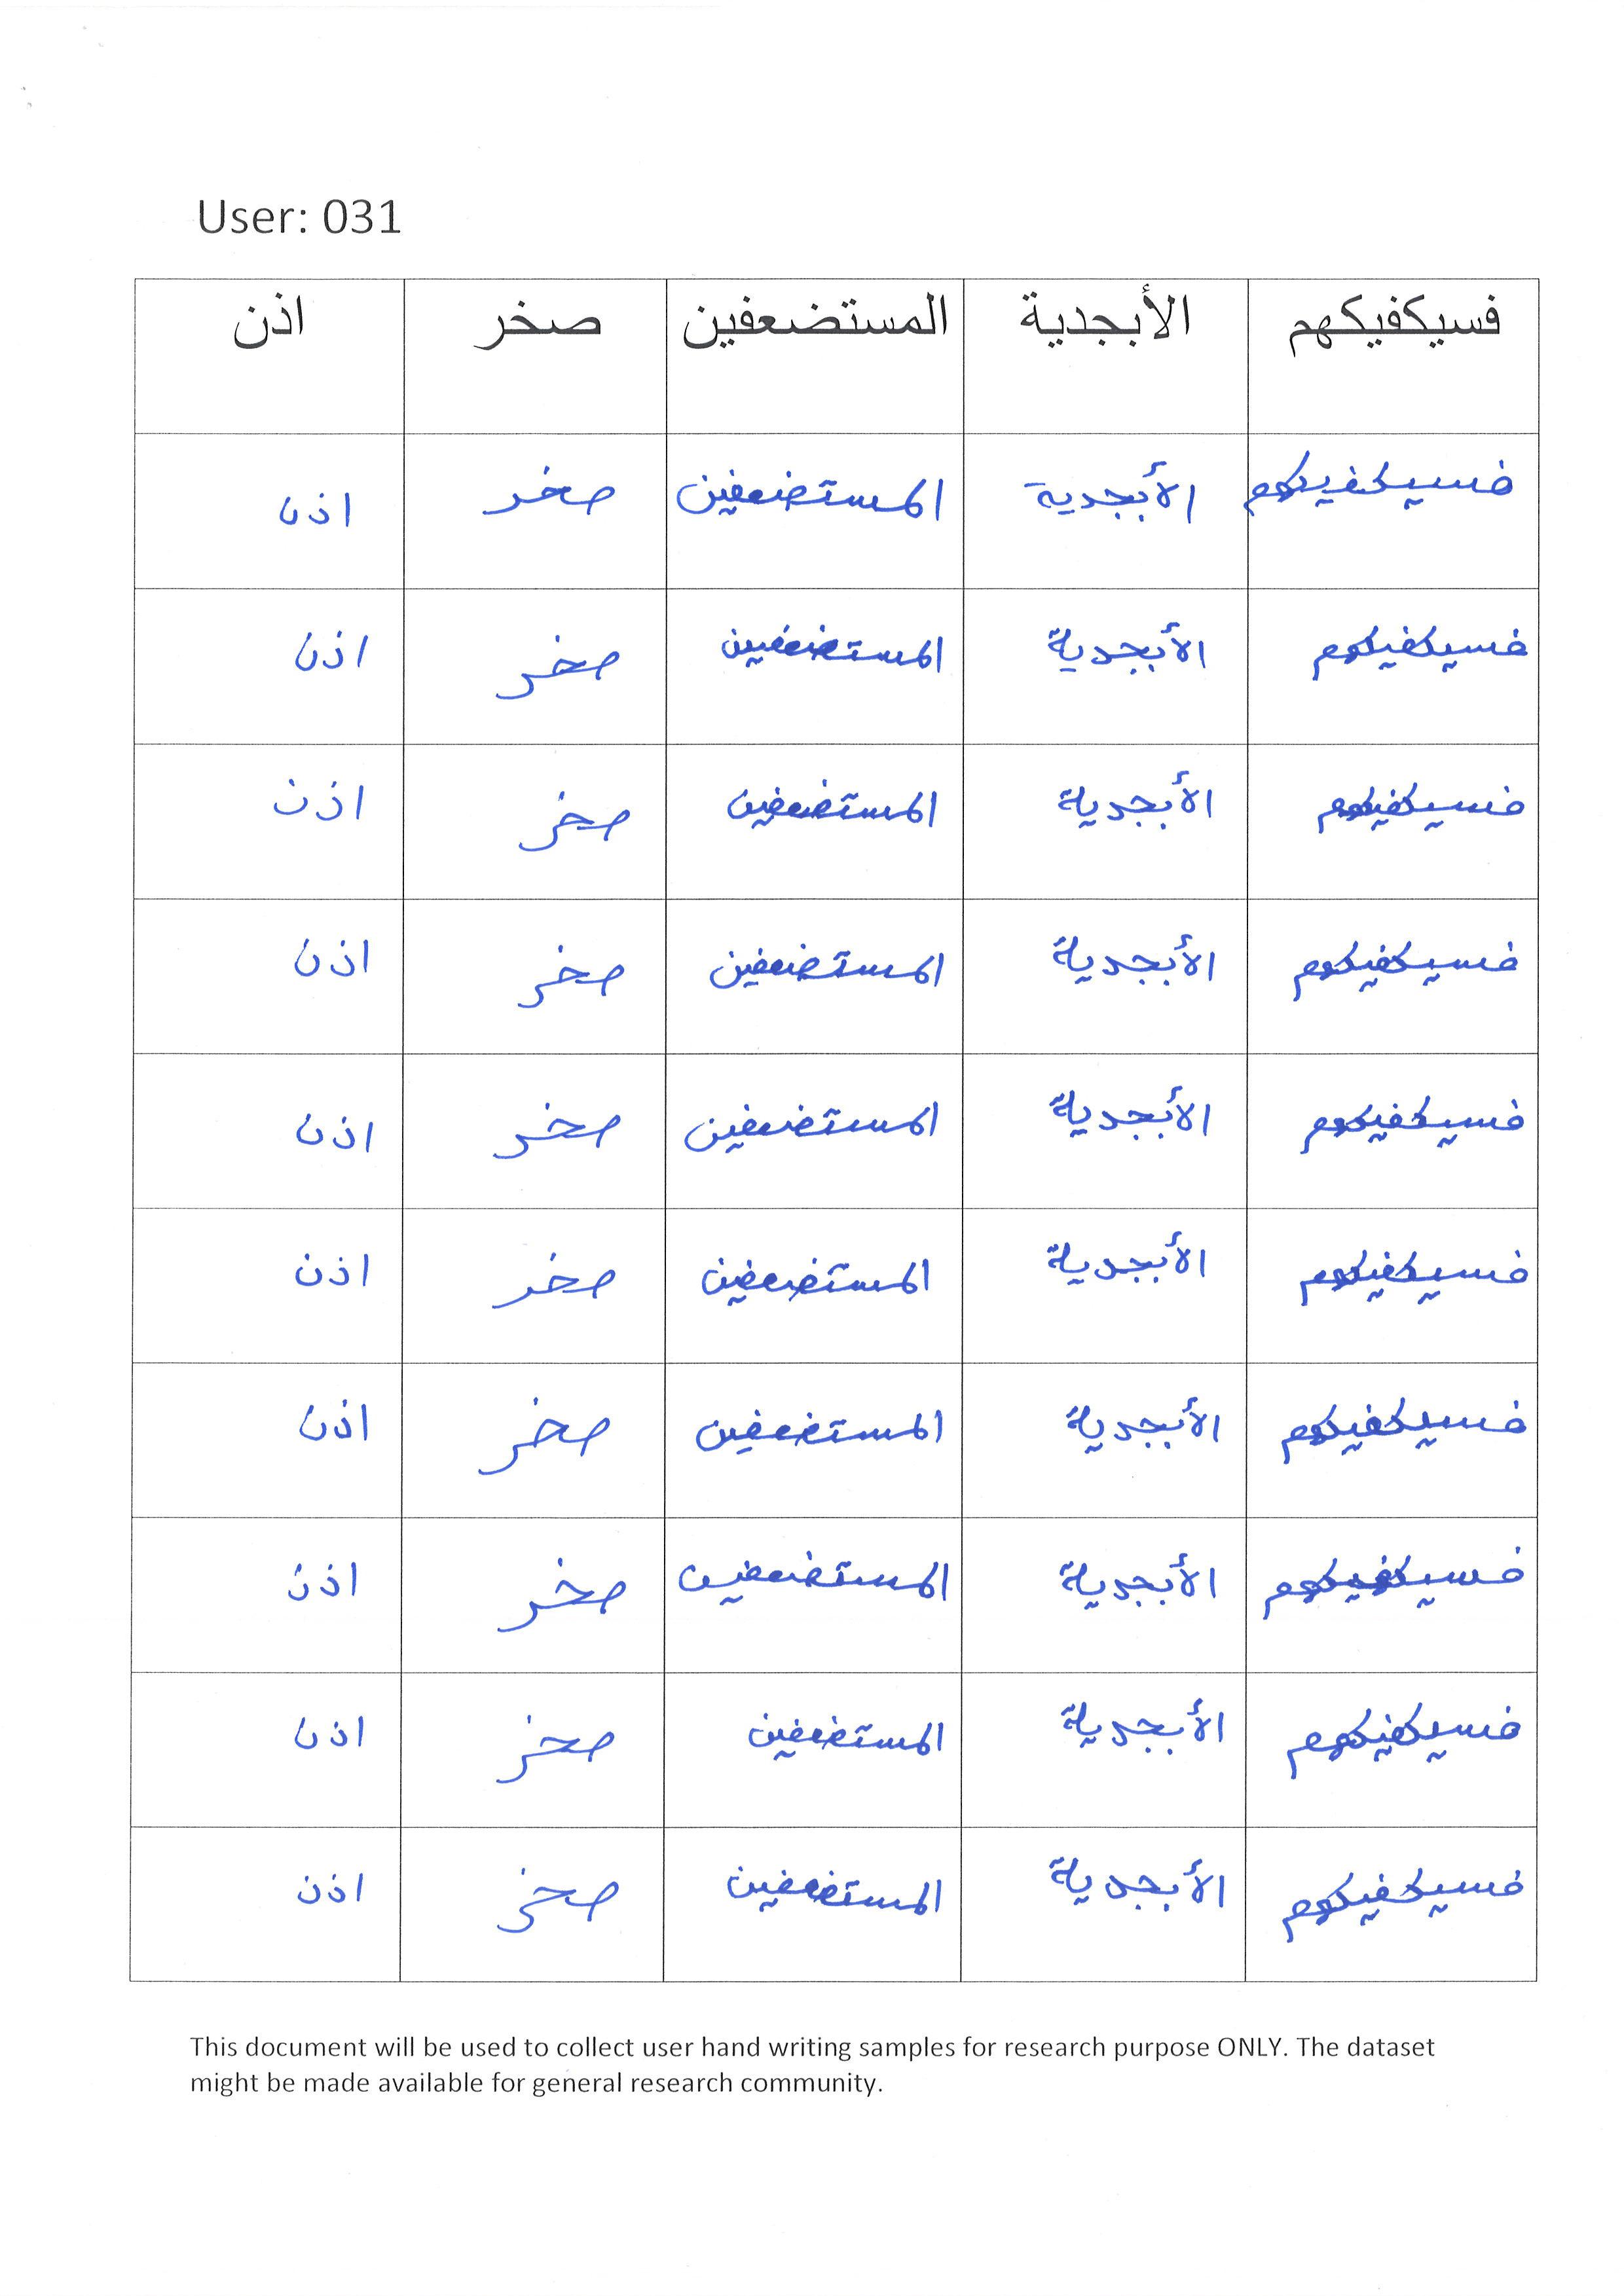 User: 031
فسيكفيكهم الأبجدية المستضعفين صخر اذن
فسيكفيكهم الأبجدية المستضعفين صخر اذن
فسيكفيكهم الأبجدية المستضعفين صخر اذن
فسيكفيكهم الأبجدية المستضعفين صخر اذن
فسيكفيكهم الأبجدية المستضعفين صخر اذن
فسيكفيكهم الأبجدية المستضعفين صخر اذن
فسيكفيكهم الأبجدية المستضعفين صخر اذن
فسيكفيكهم الأبجدية المستضعفين صخر اذن
فسيكفيكهم الأبجدية المستضعفين صخر اذن
فسيكفيكهم الأبجدية المستضعفين صخر اذن
فسيكفيكهم الأبجدية المستضعفين صخر اذن
This document will be used to collect user hand writing samples for research purpose ONLY. The dataset
might be made available for general research community.